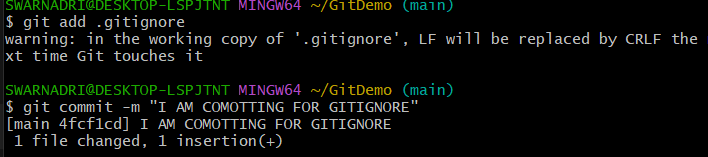 SWARNADRI@DESKTOP-LSPJTNT MINGW64 ~/GitDemo (main)
$ git add .gitignore
warning: in the working copy of '.gitignore', LF will be replaced by CRLF the
xt time Git touches it
SWARNADRI@DESKTOP-LSPJTNT MINGW64 ~/GitDemo (main)
$ git commit -m "I AM COMOTTING FOR GITIGNORE"
[main 4fcf1cd] I AM COMOTTING FOR GITIGNORE
1 file changed, 1 insertion(+)